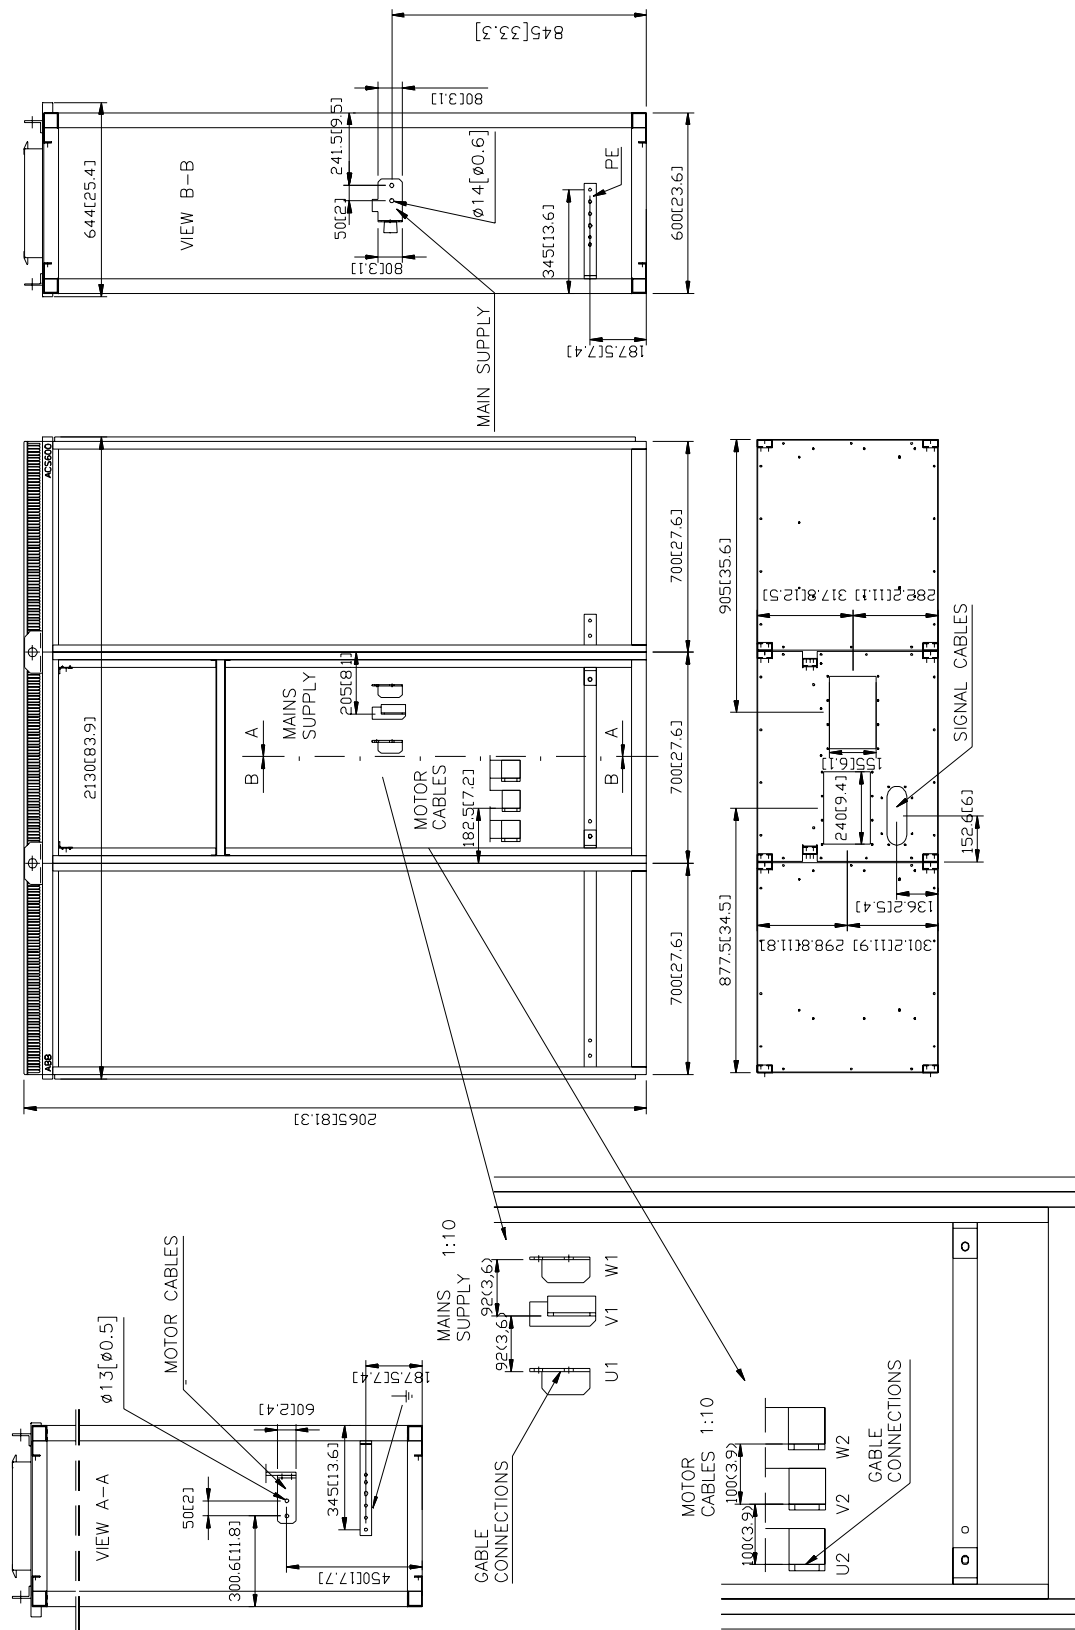 845[33.3]
80[3.1]
241.5[9.5]
ø14[ø0.6]
50[2]
80[3.1]
644[25.4]
VIEW B-B
PE
345[13.6]
600[23.6]
187.5[7.4]
MAIN SUPPLY
ACS600
ABB
2130[83.9]
MAINS
SUPPLY
205[8.1]
A
B
A
B
MOTOR
CABLES
182.5[7.2]
700[27.6]
700[27.6]
700[27.6]
2065[81.3]
905[35.6]
317.8[12.5]
282.2[11.1]
SIGNAL CABLES
155[6.1]
240[9.4]
152.6[6]
136.2[5.4]
877.5[34.5]
298.8[11.8]
301.2[11.9]
VIEW A-A
ø13[ø0.5]
MOTOR CABLES
50[2]
60[2.4]
300.6[11.8]
345[13.6]
450[17.7]
187.5[7.4]
MAINS
SUPPLY 1:10
92(3,6)
92(3,6)
U1
V1
W1
GABLE
CONNECTIONS
MOTOR
CABLES 1:10
100(3.9)
100(3.9)
U2
V2
W2
GABLE
CONNECTIONS